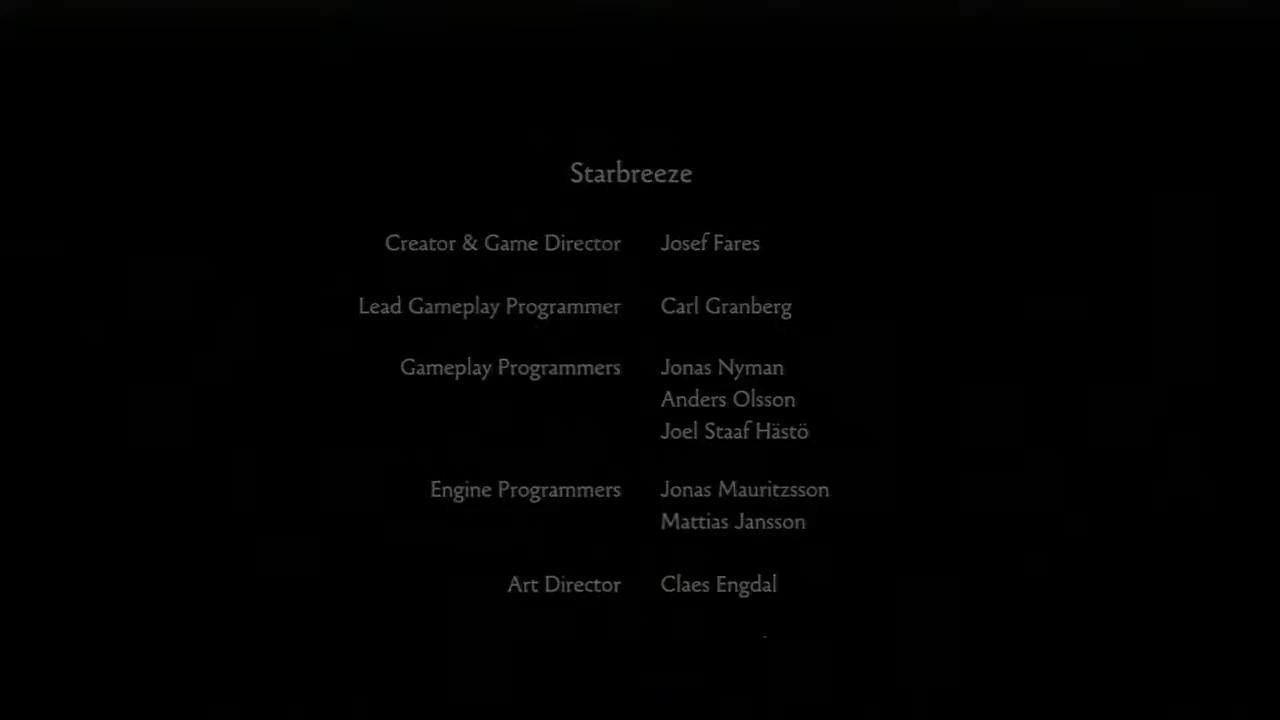 Starbreeze
Creator & Game Director Josef Fares
Lead Gameplay Programmer Carl Granberg
Gameplay Programmers Jonas Nyman
Anders Olsson
Joel Staaf Hästö
Engine Programmers Jonas Mauritzsson
Mattias Jansson
Art Director Claes Engdal